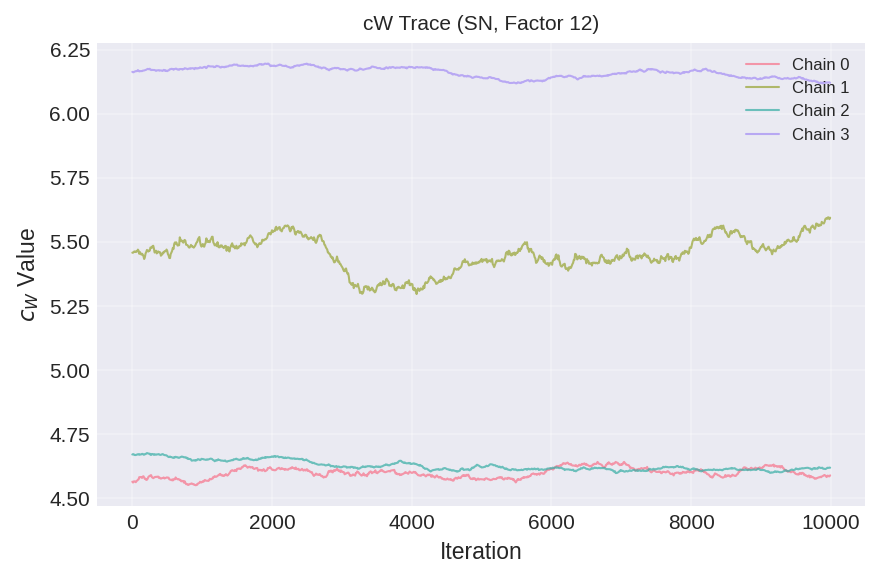 cW Trace (SN, Factor 12)
6.25
6.00
5.75
5.50
5.25
5.00
4.75
4.50
c_W Value
Chain 0
Chain 1
Chain 2
Chain 3
0 2000 4000 6000 8000 10000
Iteration